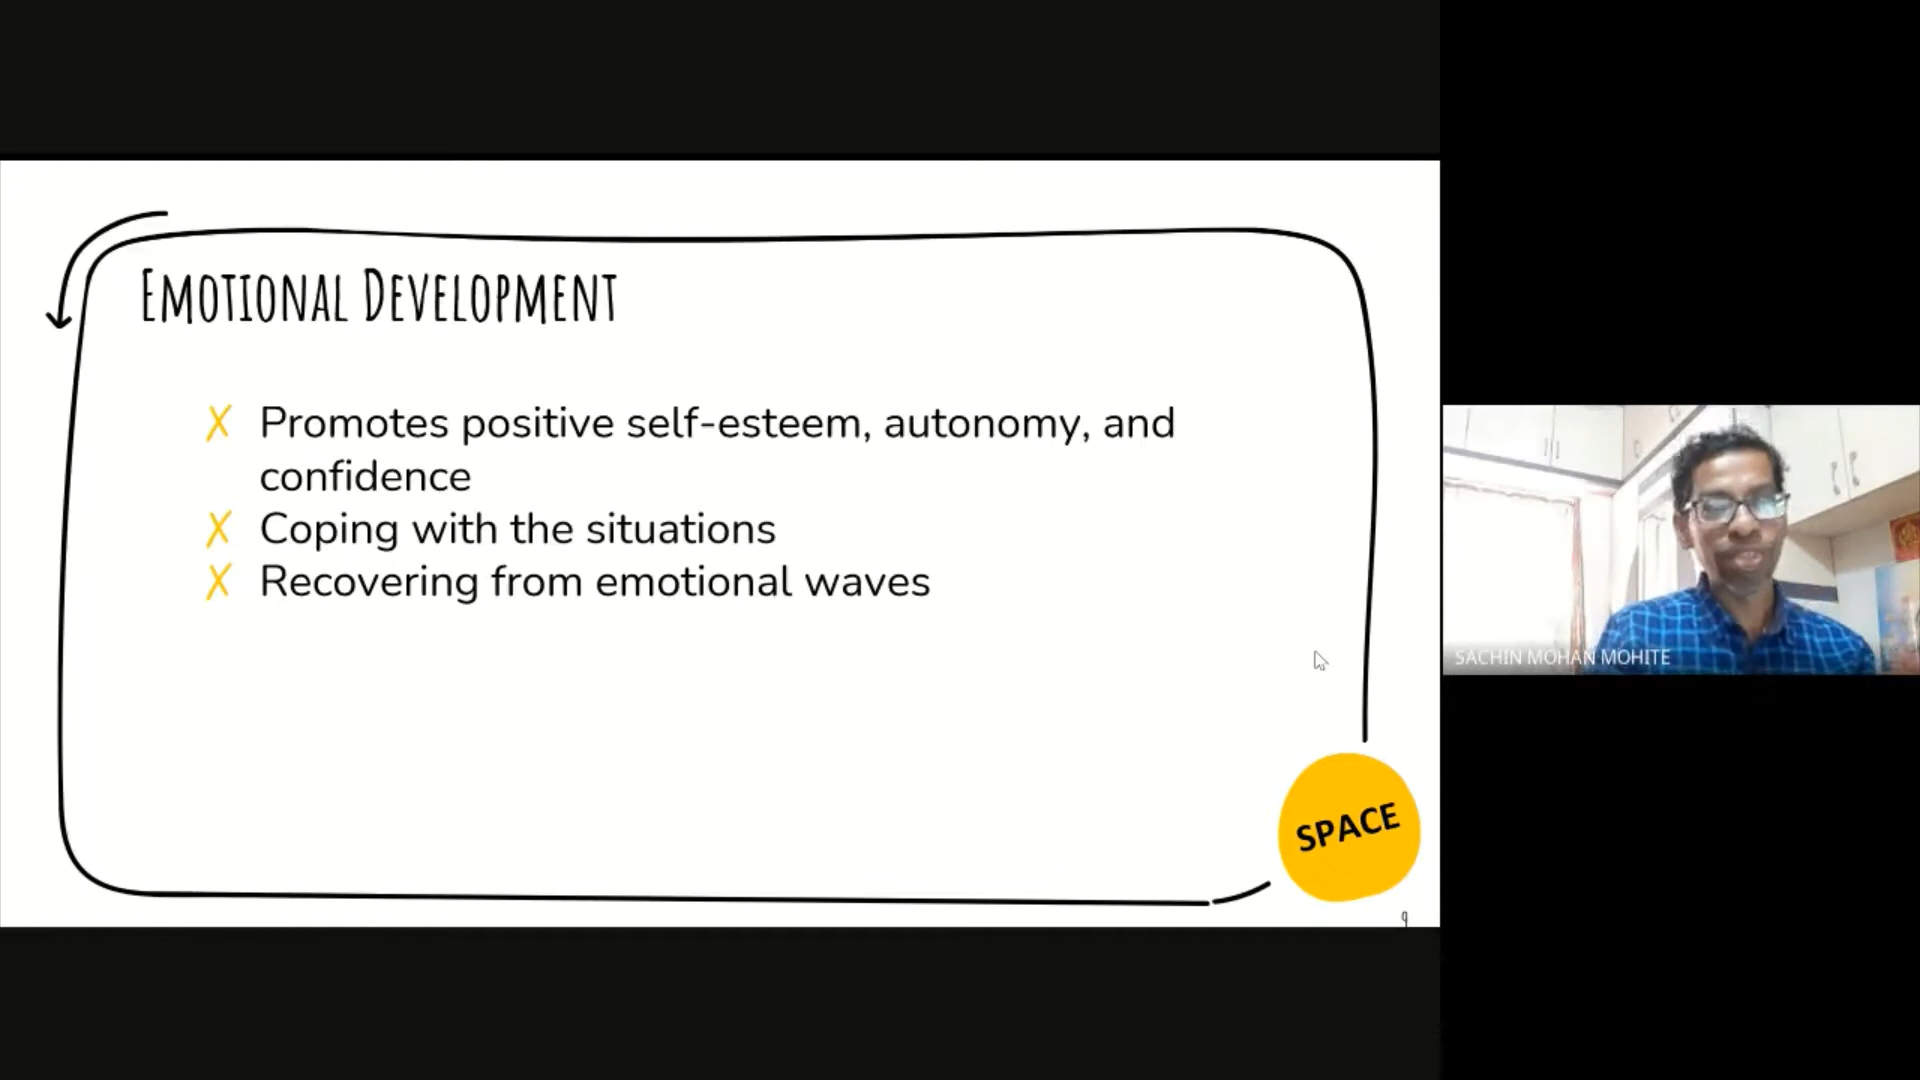 Emotional Development
✗ Promotes positive self-esteem, autonomy, and
confidence
✗ Coping with the situations
✗ Recovering from emotional waves
SPACE
9
SACHIN MOHAN MOHITE